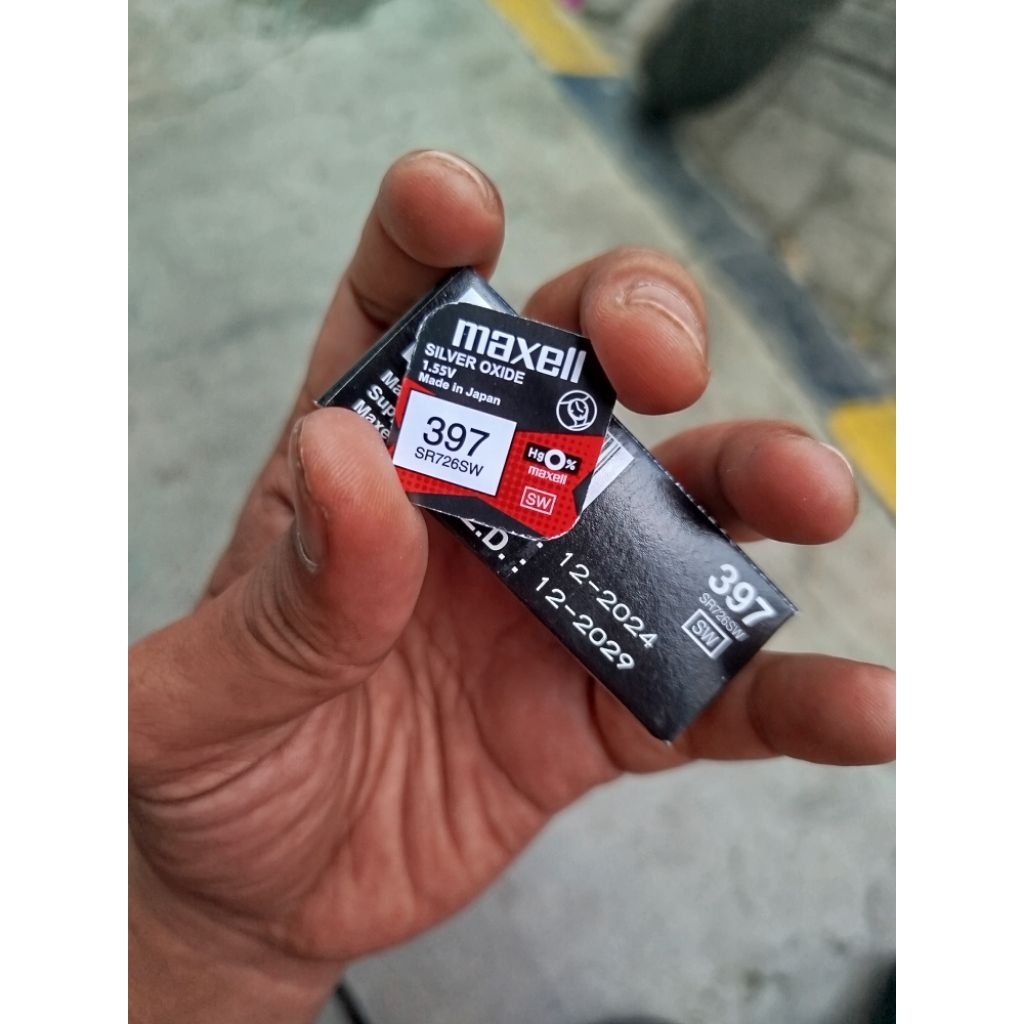 maxell
SILVER OXIDE
1.55V
Made in Japan
397
SR726SW
Hg0%
maxell
SW
12-2024
12-2029
397
SR726SW
SW